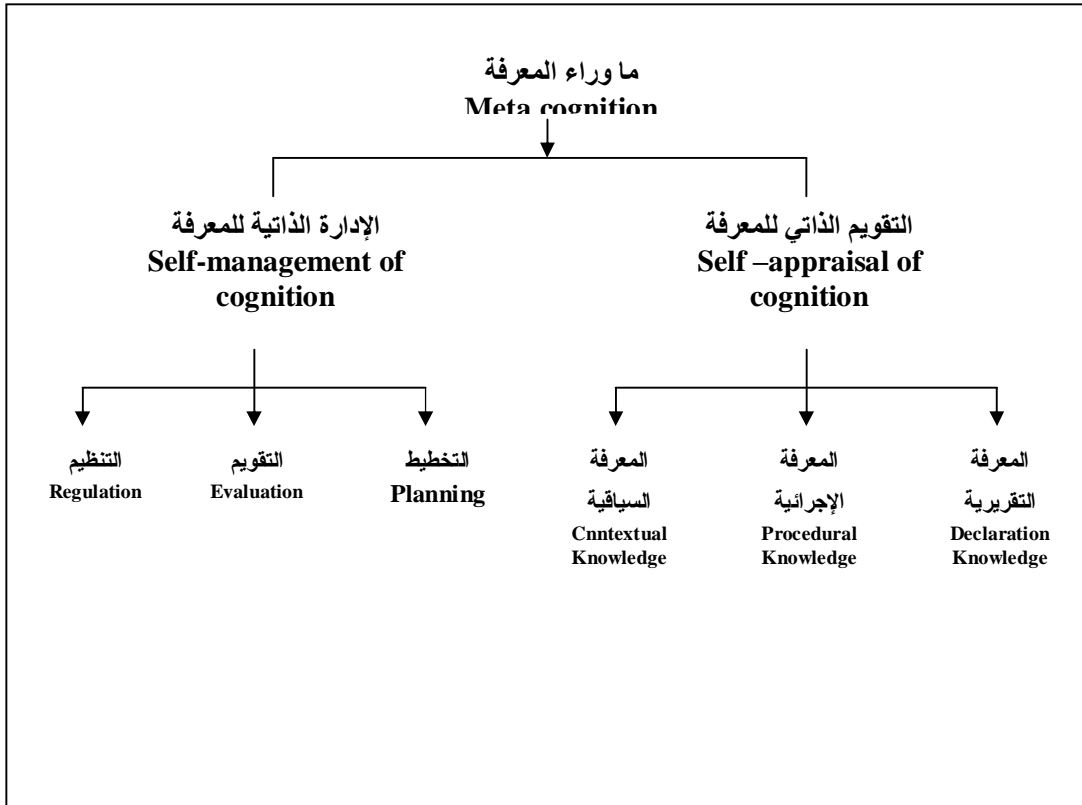 ما وراء المعرفة
Meta cognition
التقويم الذاتي للمعرفة
Self –appraisal of
cognition
الإدارة الذاتية للمعرفة
Self-management of
cognition
المعرفة
التقريرية
Declaration
Knowledge
المعرفة
الإجرائية
Procedural
Knowledge
المعرفة
السياقية
Cnntextual
Knowledge
التخطيط
Planning
التقويم
Evaluation
التنظيم
Regulation